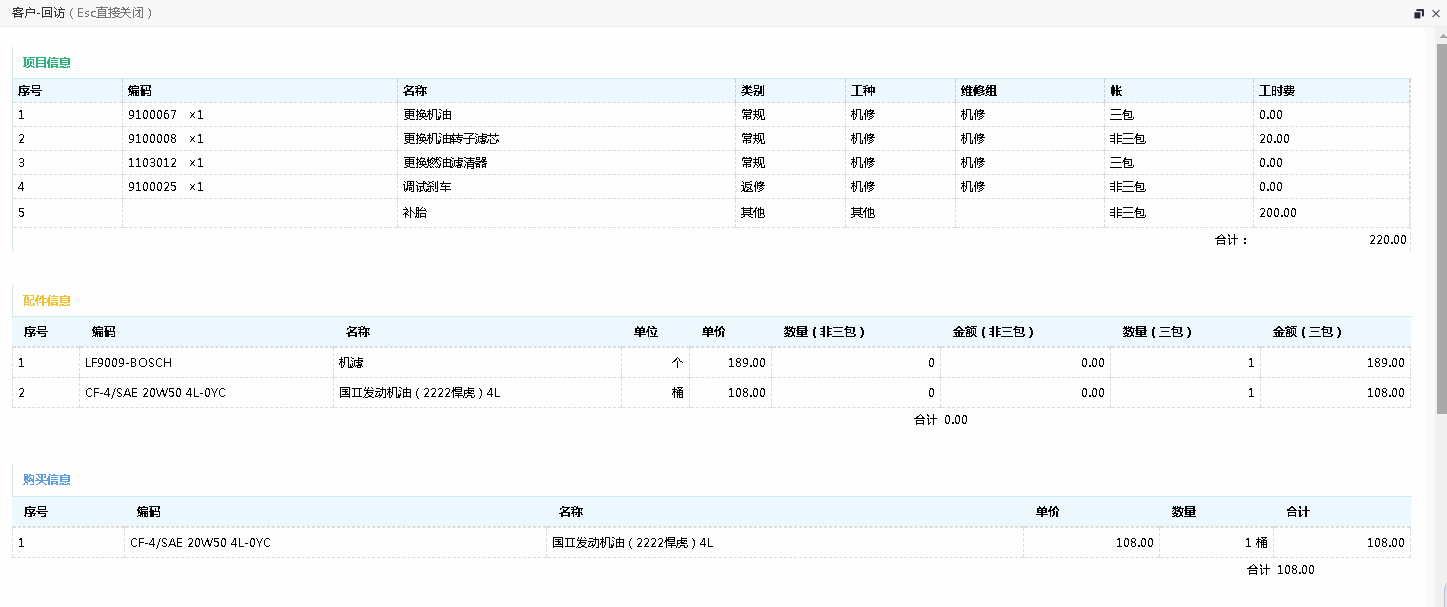 客户-回访 ( Esc直接关闭 )
项目信息
序号 编码 名称 类别 工种 维修组 帐 工时费
1 9100067 ×1 更换机油 常规 机修 机修 三包 0.00
2 9100008 ×1 更换机油转子滤芯 常规 机修 机修 非三包 20.00
3 1103012 ×1 更换燃油滤清器 常规 机修 机修 三包 0.00
4 9100025 ×1 调试刹车 返修 机修 机修 非三包 0.00
5 补胎 其他 其他 非三包 200.00
合计： 220.00
配件信息
序号 编码 名称 单位 单价 数量 ( 非三包 ) 金额 ( 非三包 ) 数量 ( 三包 ) 金额 ( 三包 )
1 LF9009-BOSCH 机滤 个 189.00 0 0.00 1 189.00
2 CF-4/SAE 20W50 4L-0YC 国II发动机油 ( 2222悍虎 ) 4L 桶 108.00 0 0.00 1 108.00
合计 0.00
购买信息
序号 编码 名称 单价 数量 合计
1 CF-4/SAE 20W50 4L-0YC 国II发动机油 ( 2222悍虎 ) 4L 108.00 1 桶 108.00
合计 108.00